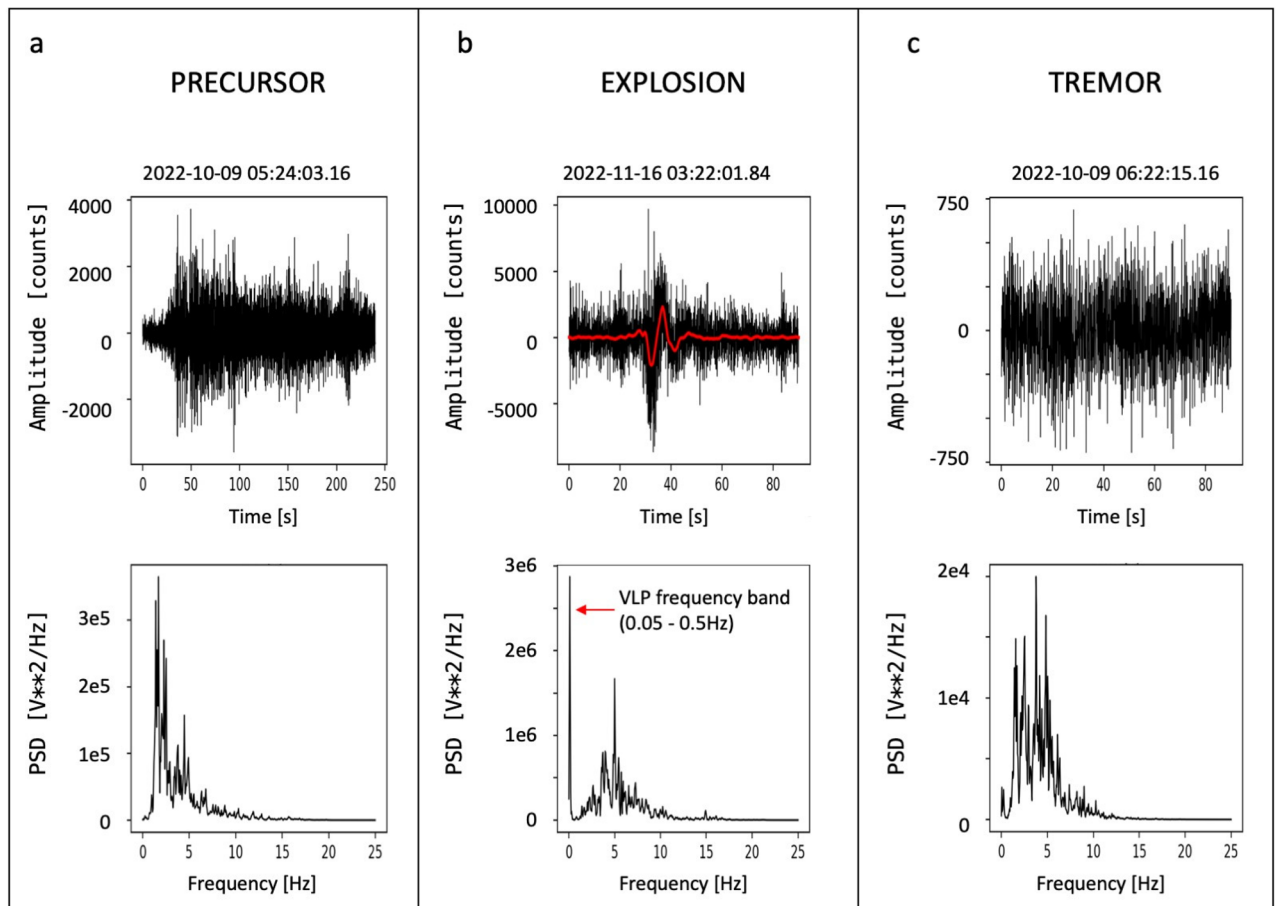 a
PRECURSOR
2022-10-09 05:24:03.16
Amplitude [counts]
4000
2000
0
-2000
0 50 100 150 200 250
Time [s]
PSD [V**2/Hz]
3e5
2e5
1e5
0
0 5 10 15 20 25
Frequency [Hz]
b
EXPLOSION
2022-11-16 03:22:01.84
Amplitude [counts]
10000
5000
0
-5000
0 20 40 60 80
Time [s]
PSD [V**2/Hz]
3e6
2e6
1e6
0
VLP frequency band
(0.05 - 0.5Hz)
0 5 10 15 20 25
Frequency [Hz]
c
TREMOR
2022-10-09 06:22:15.16
Amplitude [counts]
750
0
-750
0 20 40 60 80
Time [s]
PSD [V**2/Hz]
2e4
1e4
0
0 5 10 15 20 25
Frequency [Hz]